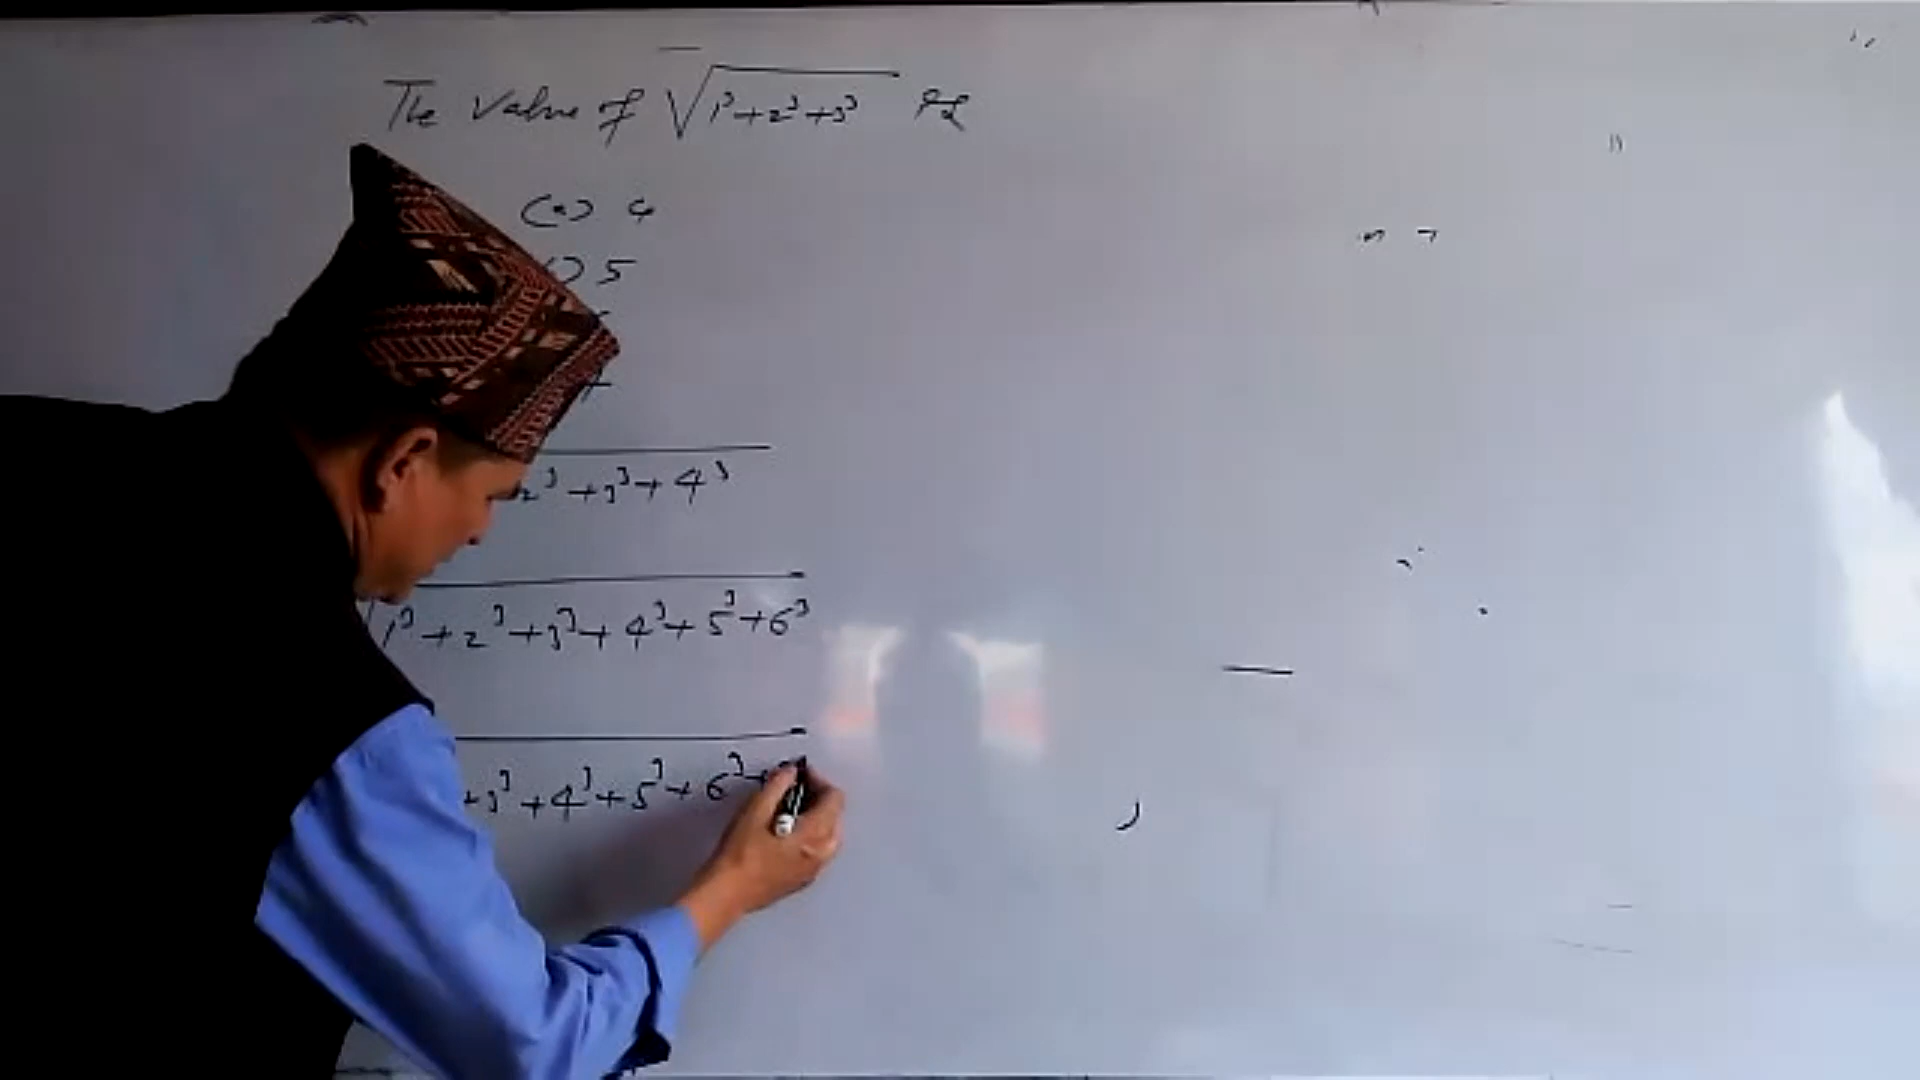 The value of √1³+2³+3³ is
(a) 4
) 5
2³+3³+4³
√1³+2³+3³+4³+5³+6³
+3³+4³+5³+6³+